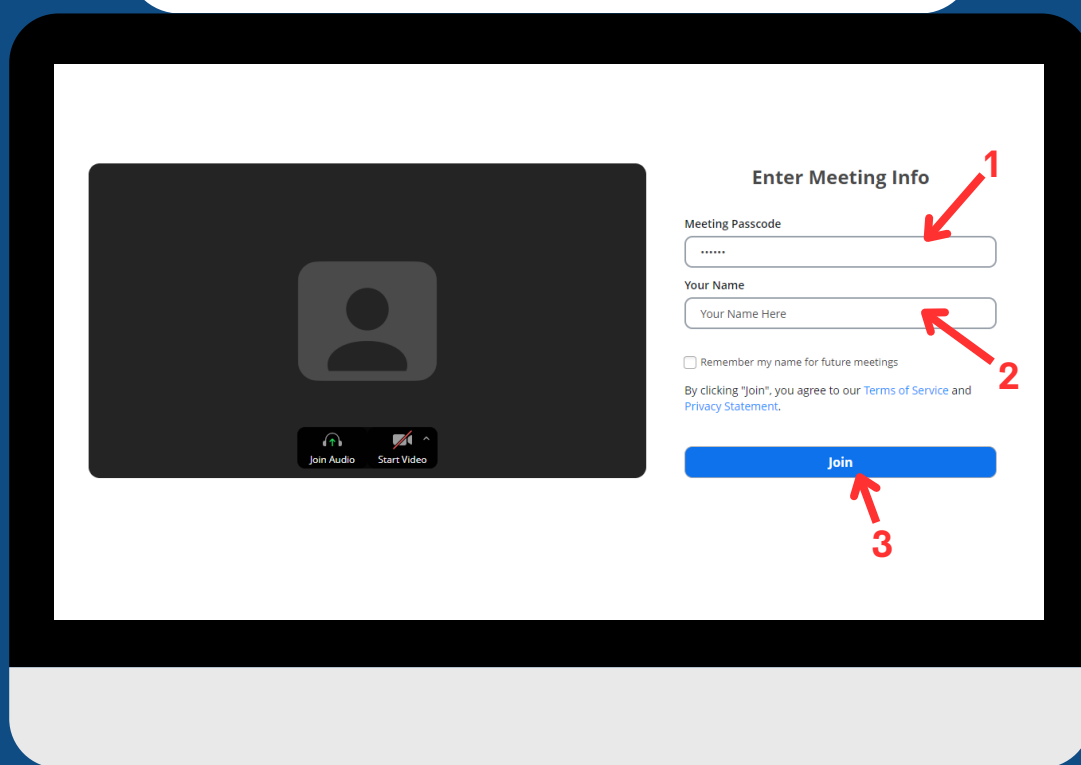 Enter Meeting Info
1
Meeting Passcode
······
Your Name
Your Name Here
2
Remember my name for future meetings
By clicking "Join", you agree to our Terms of Service and
Privacy Statement.
Join Audio
Start Video
Join
3